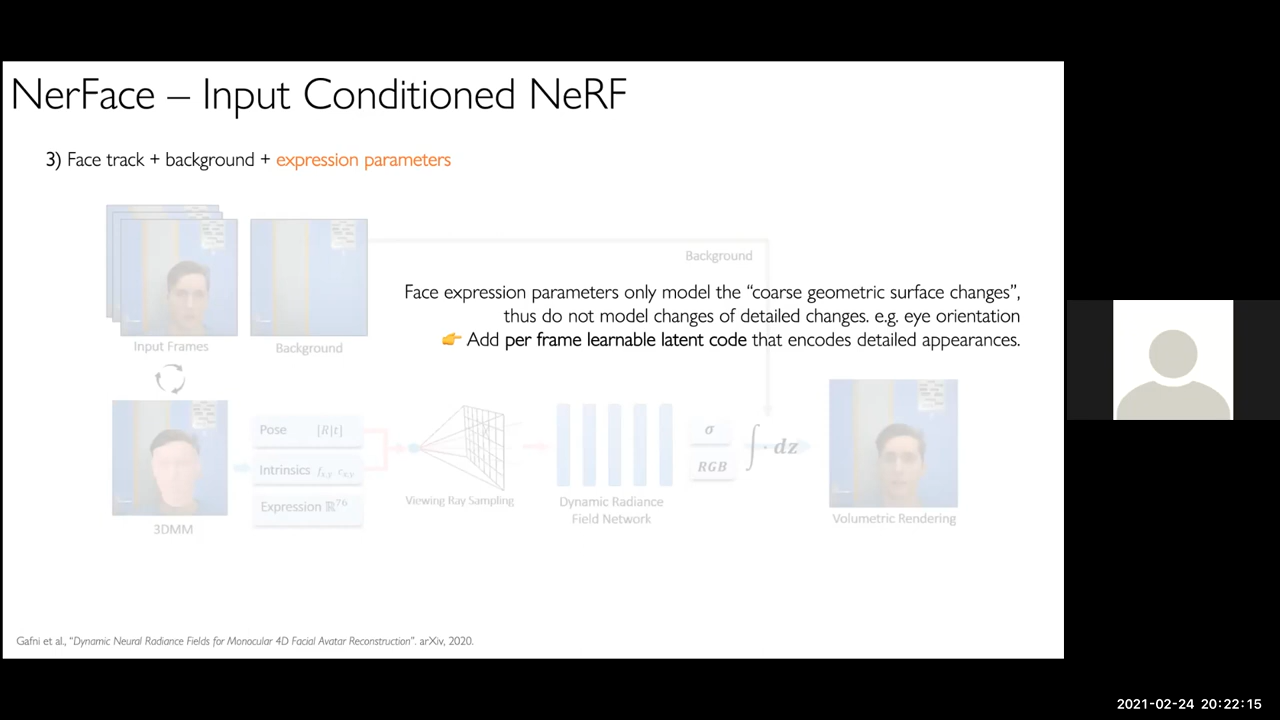 NerFace – Input Conditioned NeRF
3) Face track + background + expression parameters
Background
Face expression parameters only model the “coarse geometric surface changes”,
thus do not model changes of detailed changes. e.g. eye orientation
👉 Add per frame learnable latent code that encodes detailed appearances.
Input Frames
Background
Pose [R|t]
Intrinsics f_{x,y} c_{x,y}
Expression ℝ⁷⁶
3DMM
Viewing Ray Sampling
Dynamic Radiance
Field Network
σ
RGB
∫ · dz
Volumetric Rendering
Gafni et al., “Dynamic Neural Radiance Fields for Monocular 4D Facial Avatar Reconstruction”. arXiv, 2020.
2021-02-24 20:22:15